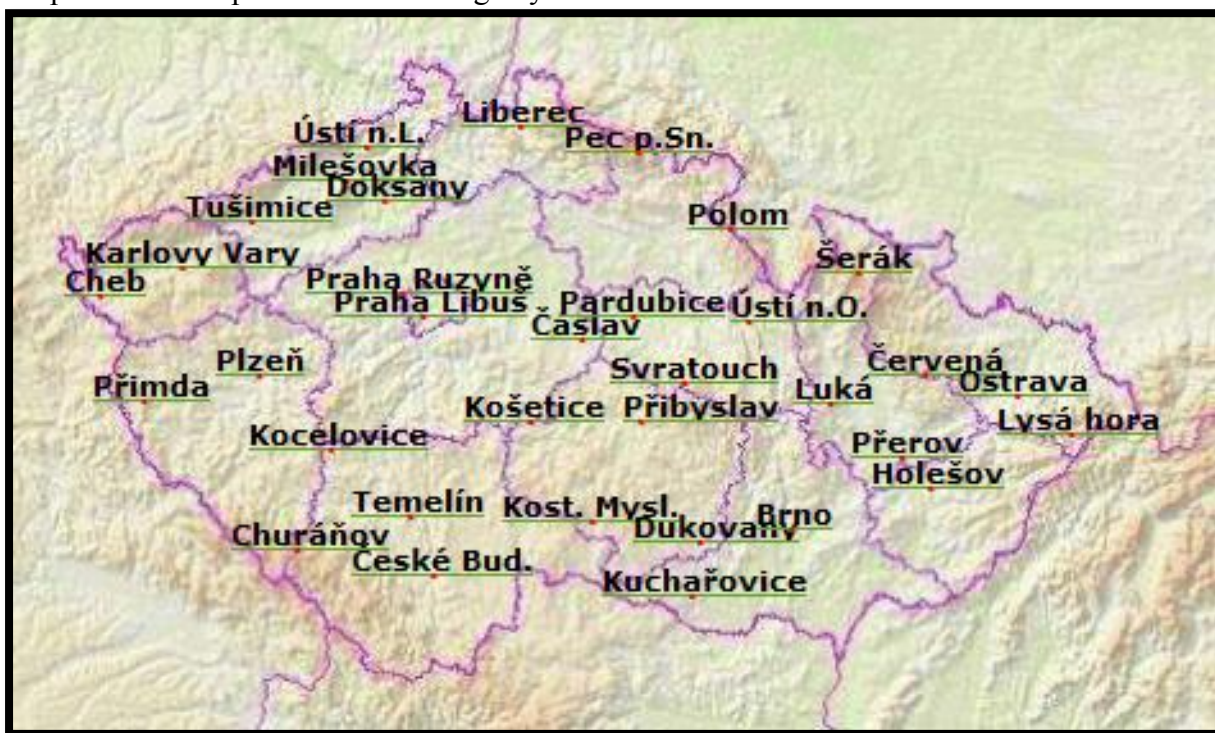 Liberec
Ústí n.L.
Pec p.Sn.
Milešovka
Doksany
Tušimice
Polom
Karlovy Vary
Šerák
Cheb
Praha Ruzyně
Praha Libuš
Pardubice
Ústí n.O.
Časlav
Plzeň
Svratouch
Červená
Přimda
Ostrava
Luká
Košetice
Přibyslav
Lysá hora
Kocelovice
Přerov
Holešov
Temelín
Kost. Mysl.
Brno
Dukovany
Churáňov
České Bud.
Kuchařovice